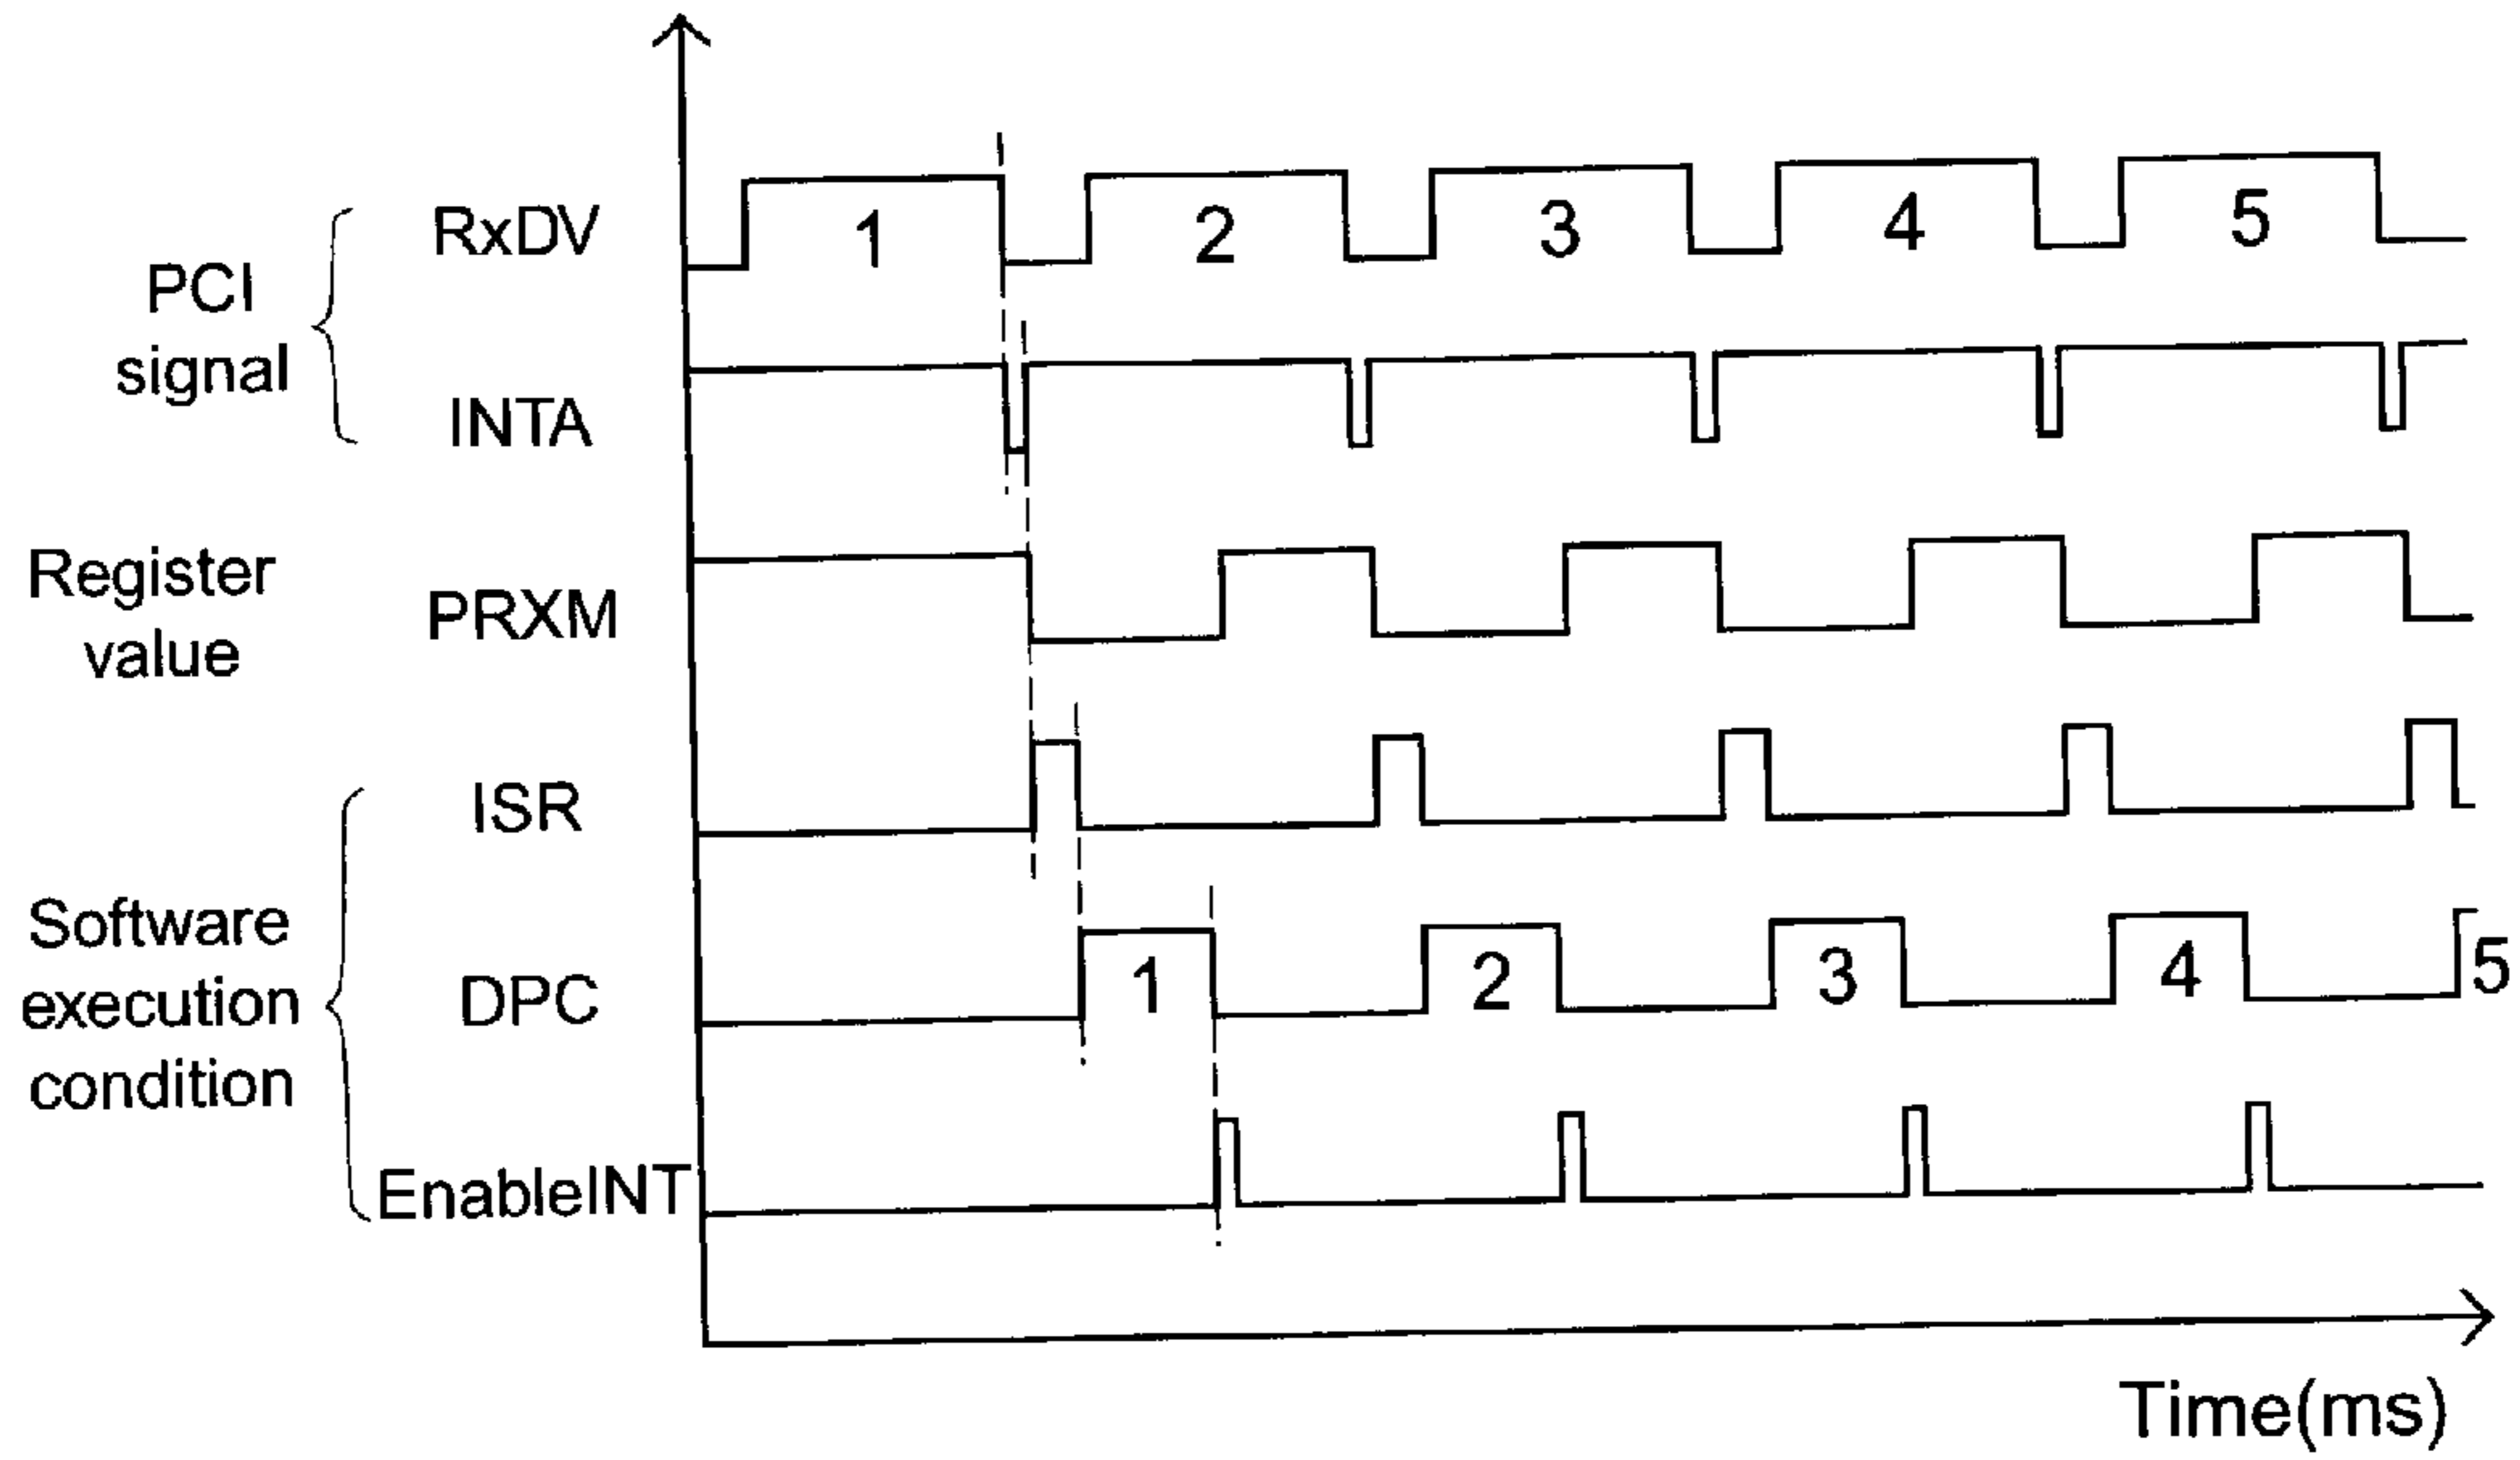 PCI
signal
RxDV
1 2 3 4 5
INTA
Register
value
PRXM
Software
execution
condition
ISR
DPC
1 2 3 4 5
EnableINT
Time(ms)